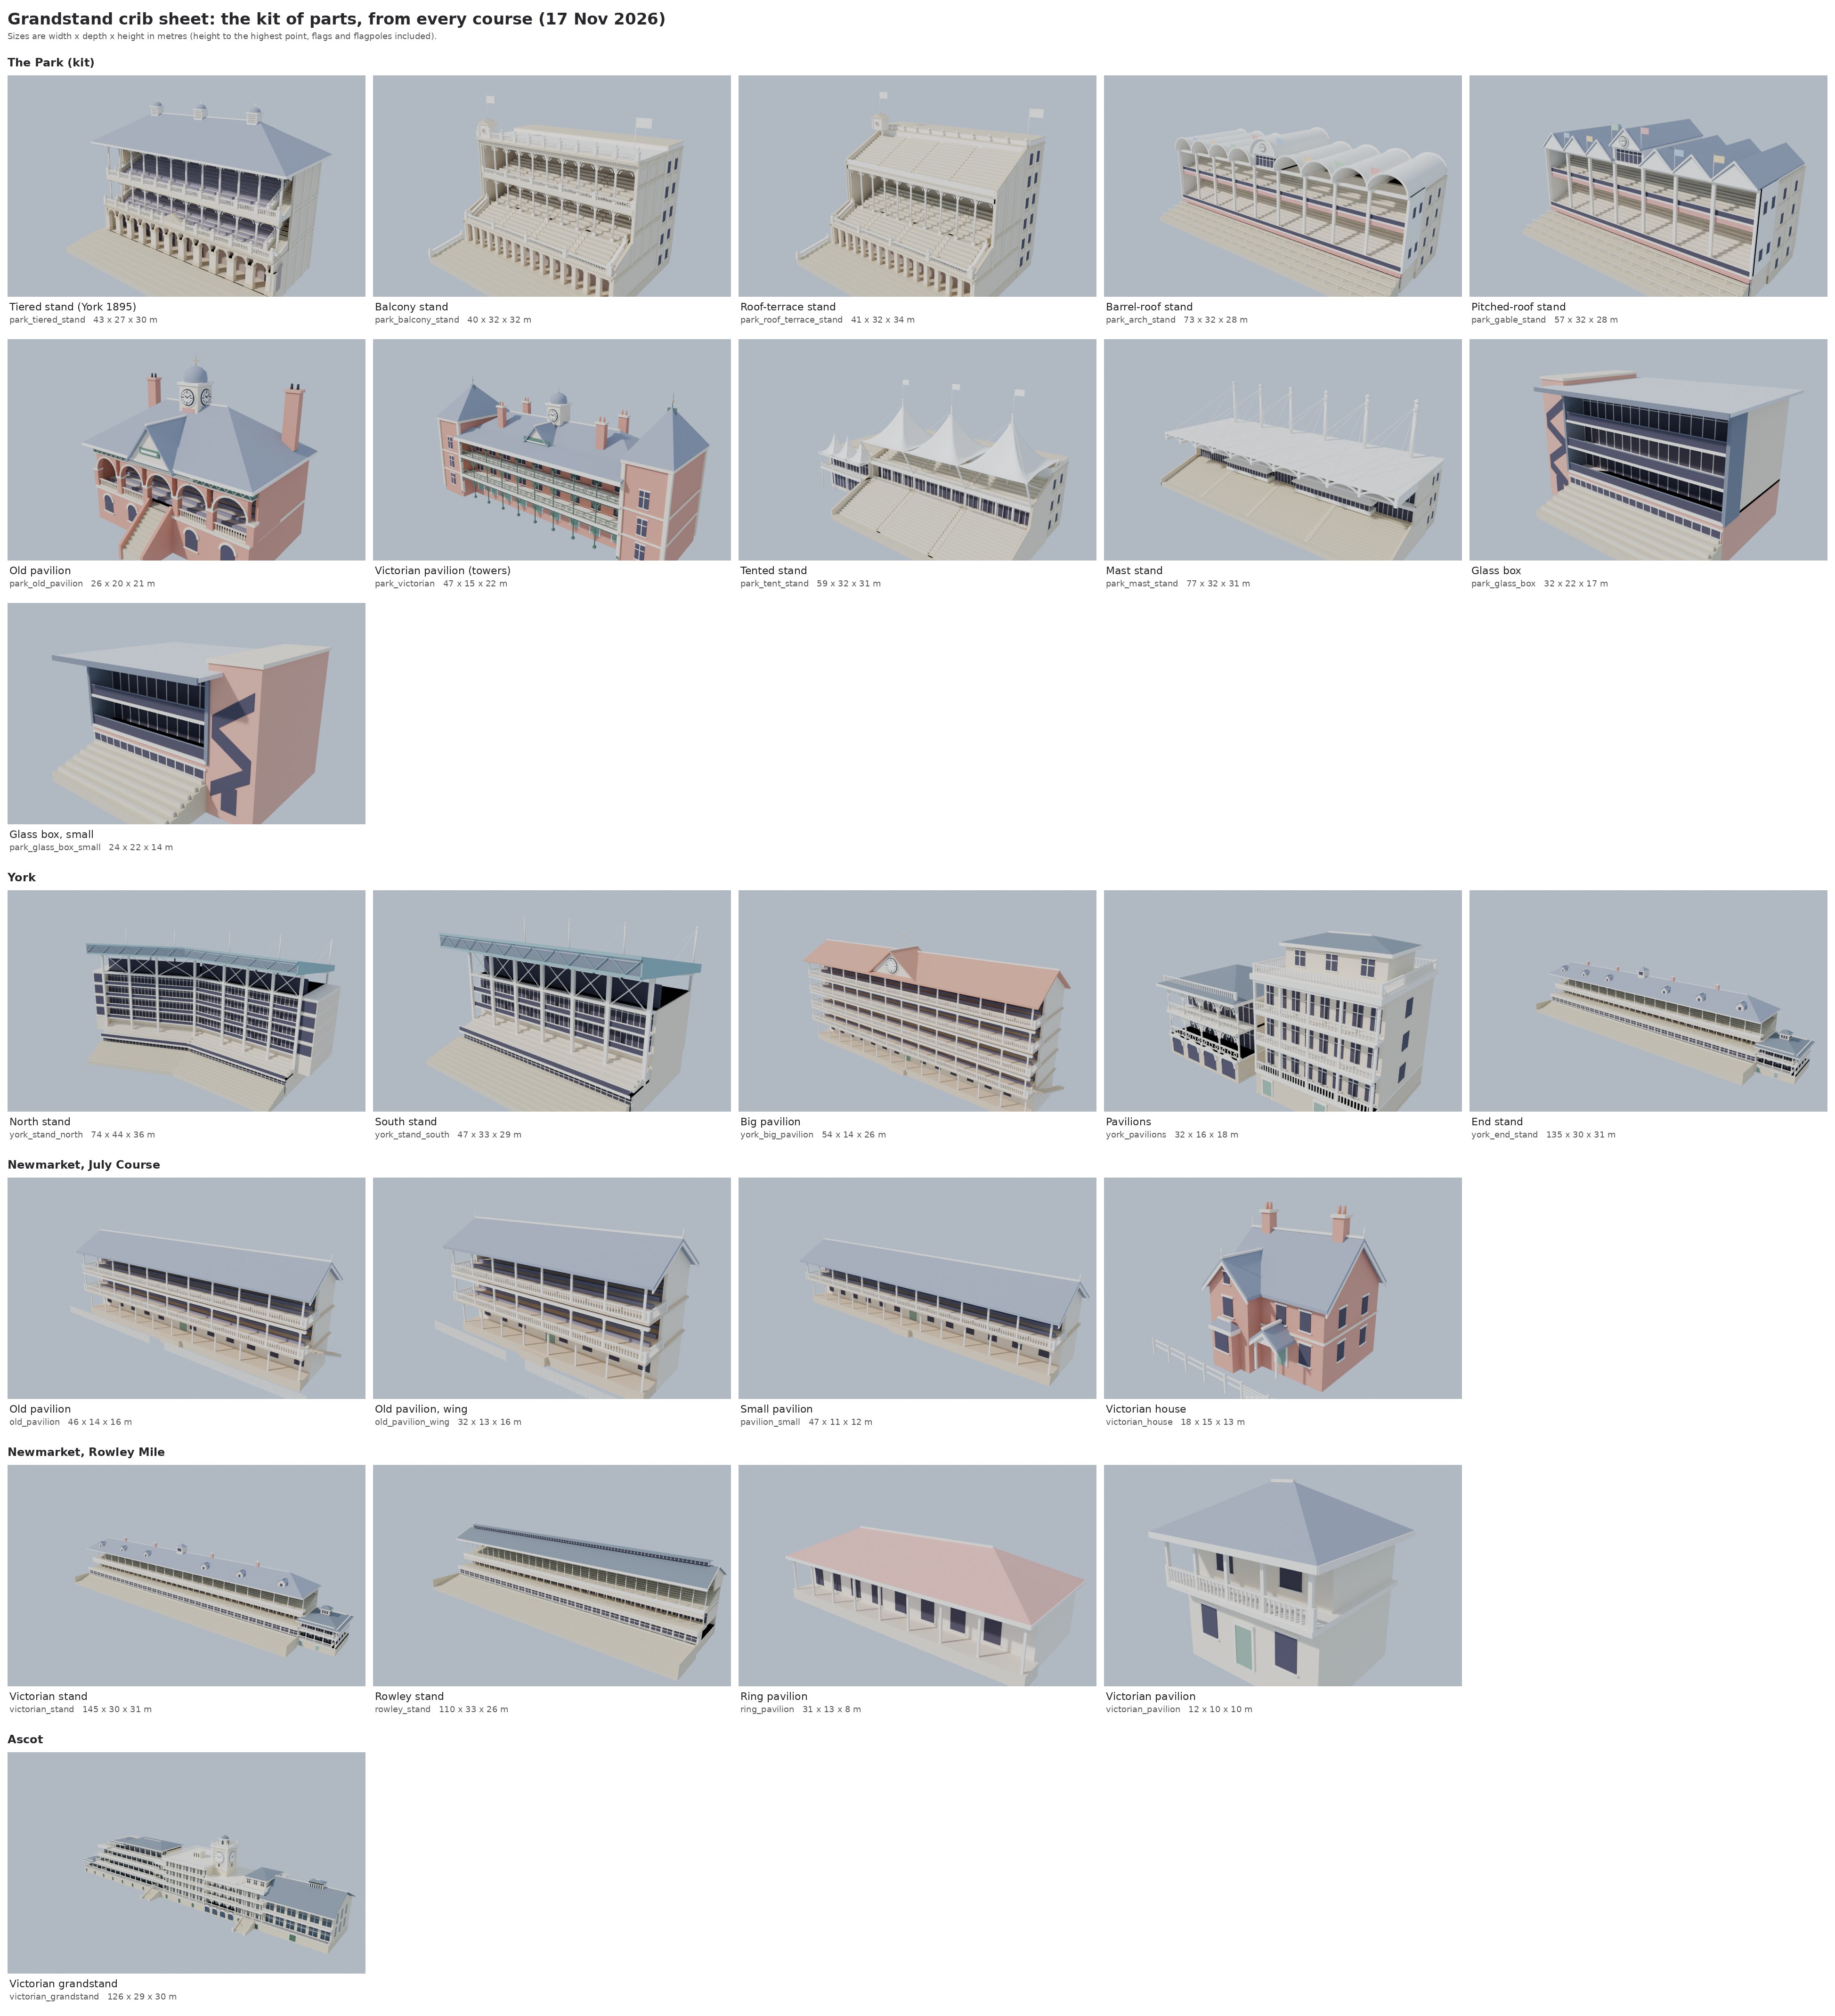 Grandstand crib sheet: the kit of parts, from every course (17 Nov 2026)
Sizes are width x depth x height in metres (height to the highest point, flags and flagpoles included).
The Park (kit)
Tiered stand (York 1895)
park_tiered_stand 43 x 27 x 30 m
Balcony stand
park_balcony_stand 40 x 32 x 32 m
Roof-terrace stand
park_roof_terrace_stand 41 x 32 x 34 m
Barrel-roof stand
park_arch_stand 73 x 32 x 28 m
Pitched-roof stand
park_gable_stand 57 x 32 x 28 m
Old pavilion
park_old_pavilion 26 x 20 x 21 m
Victorian pavilion (towers)
park_victorian 47 x 15 x 22 m
Tented stand
park_tent_stand 59 x 32 x 31 m
Mast stand
park_mast_stand 77 x 32 x 31 m
Glass box
park_glass_box 32 x 22 x 17 m
Glass box, small
park_glass_box_small 24 x 22 x 14 m
York
North stand
york_stand_north 74 x 44 x 36 m
South stand
york_stand_south 47 x 33 x 29 m
Big pavilion
york_big_pavilion 54 x 14 x 26 m
Pavilions
york_pavilions 32 x 16 x 18 m
End stand
york_end_stand 135 x 30 x 31 m
Newmarket, July Course
Old pavilion
old_pavilion 46 x 14 x 16 m
Old pavilion, wing
old_pavilion_wing 32 x 13 x 16 m
Small pavilion
pavilion_small 47 x 11 x 12 m
Victorian house
victorian_house 18 x 15 x 13 m
Newmarket, Rowley Mile
Victorian stand
victorian_stand 145 x 30 x 31 m
Rowley stand
rowley_stand 110 x 33 x 26 m
Ring pavilion
ring_pavilion 31 x 13 x 8 m
Victorian pavilion
victorian_pavilion 12 x 10 x 10 m
Ascot
Victorian grandstand
victorian_grandstand 126 x 29 x 30 m